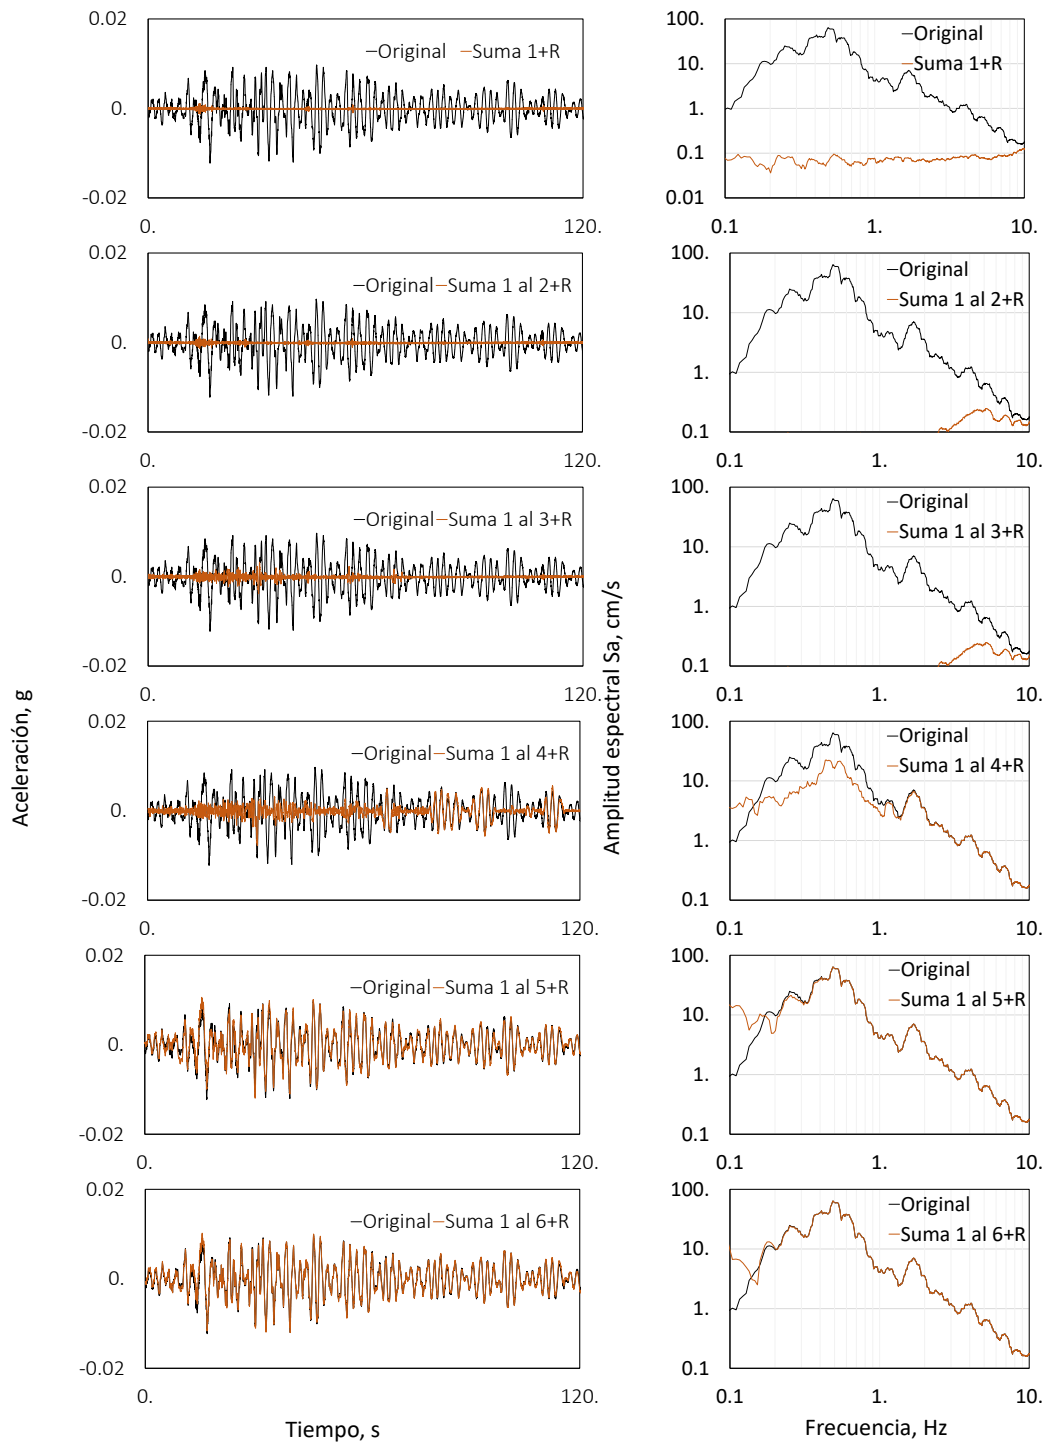 0.02
Original Suma 1+R
0.
-0.02
0. 120.
100.
Original
10. Suma 1+R
1.
0.1
0.01
0.1 1. 10.
0.02
Original Suma 1 al 2+R
0.
-0.02
0. 120.
100.
Original
10. Suma 1 al 2+R
1.
0.1
0.1 1. 10.
0.02
Original Suma 1 al 3+R
0.
-0.02
0. 120.
100.
Original
10. Suma 1 al 3+R
1.
0.1
0.1 1. 10.
Aceleración, g
0.02
Original Suma 1 al 4+R
0.
-0.02
0. 120.
Amplitud espectral Sa, cm/s
100.
Original
10. Suma 1 al 4+R
1.
0.1
0.1 1. 10.
0.02
Original Suma 1 al 5+R
0.
-0.02
0. 120.
100.
Original
10. Suma 1 al 5+R
1.
0.1
0.1 1. 10.
0.02
Original Suma 1 al 6+R
0.
-0.02
0. 120.
Tiempo, s
100.
Original
10. Suma 1 al 6+R
1.
0.1
0.1 1. 10.
Frecuencia, Hz